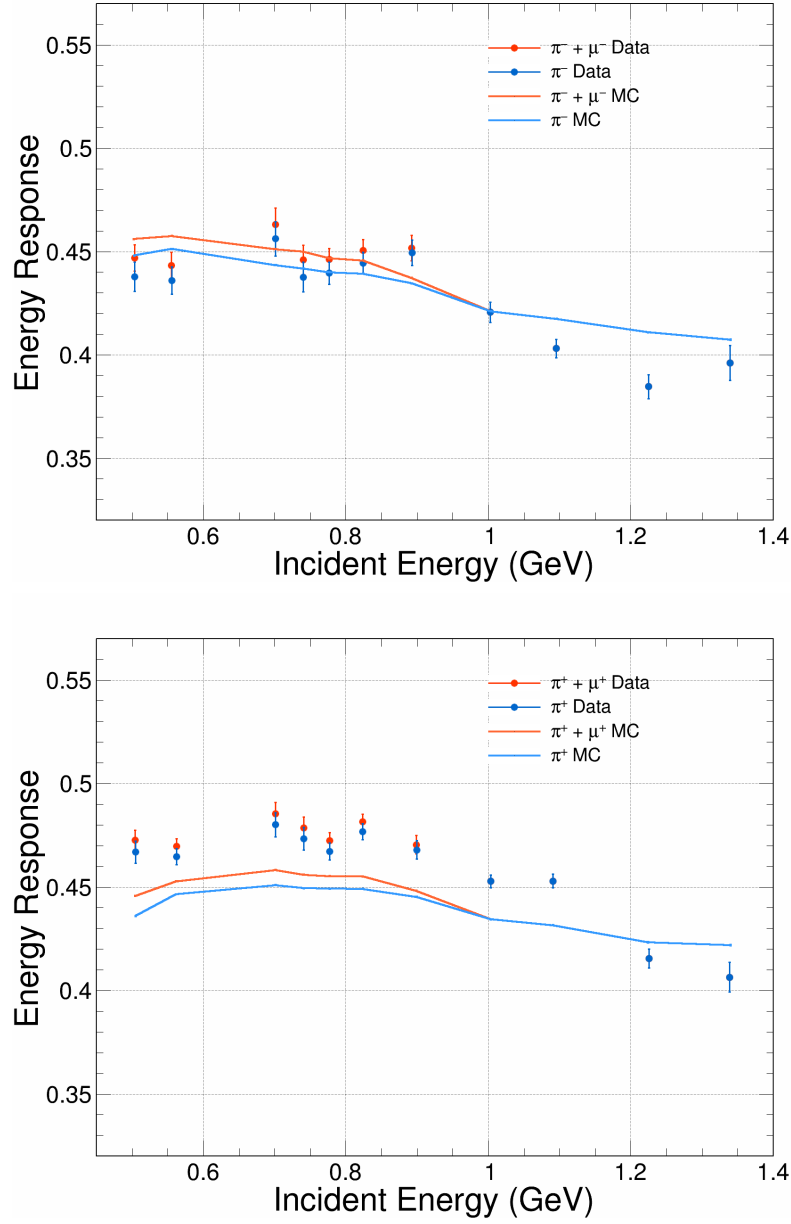 0.55
0.5
0.45
0.4
0.35
Energy Response
π⁻ + μ⁻ Data
π⁻ Data
π⁻ + μ⁻ MC
π⁻ MC
0.6 0.8 1 1.2 1.4
Incident Energy (GeV)
0.55
0.5
0.45
0.4
0.35
Energy Response
π⁺ + μ⁺ Data
π⁺ Data
π⁺ + μ⁺ MC
π⁺ MC
0.6 0.8 1 1.2 1.4
Incident Energy (GeV)